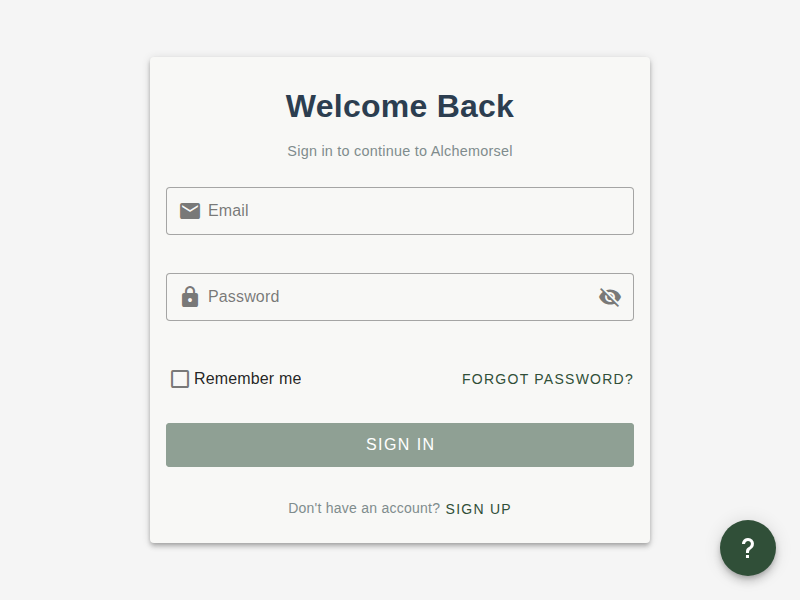 Welcome Back
Sign in to continue to Alchemorsel
Email
Password
Remember me
FORGOT PASSWORD?
SIGN IN
Don't have an account? SIGN UP
?